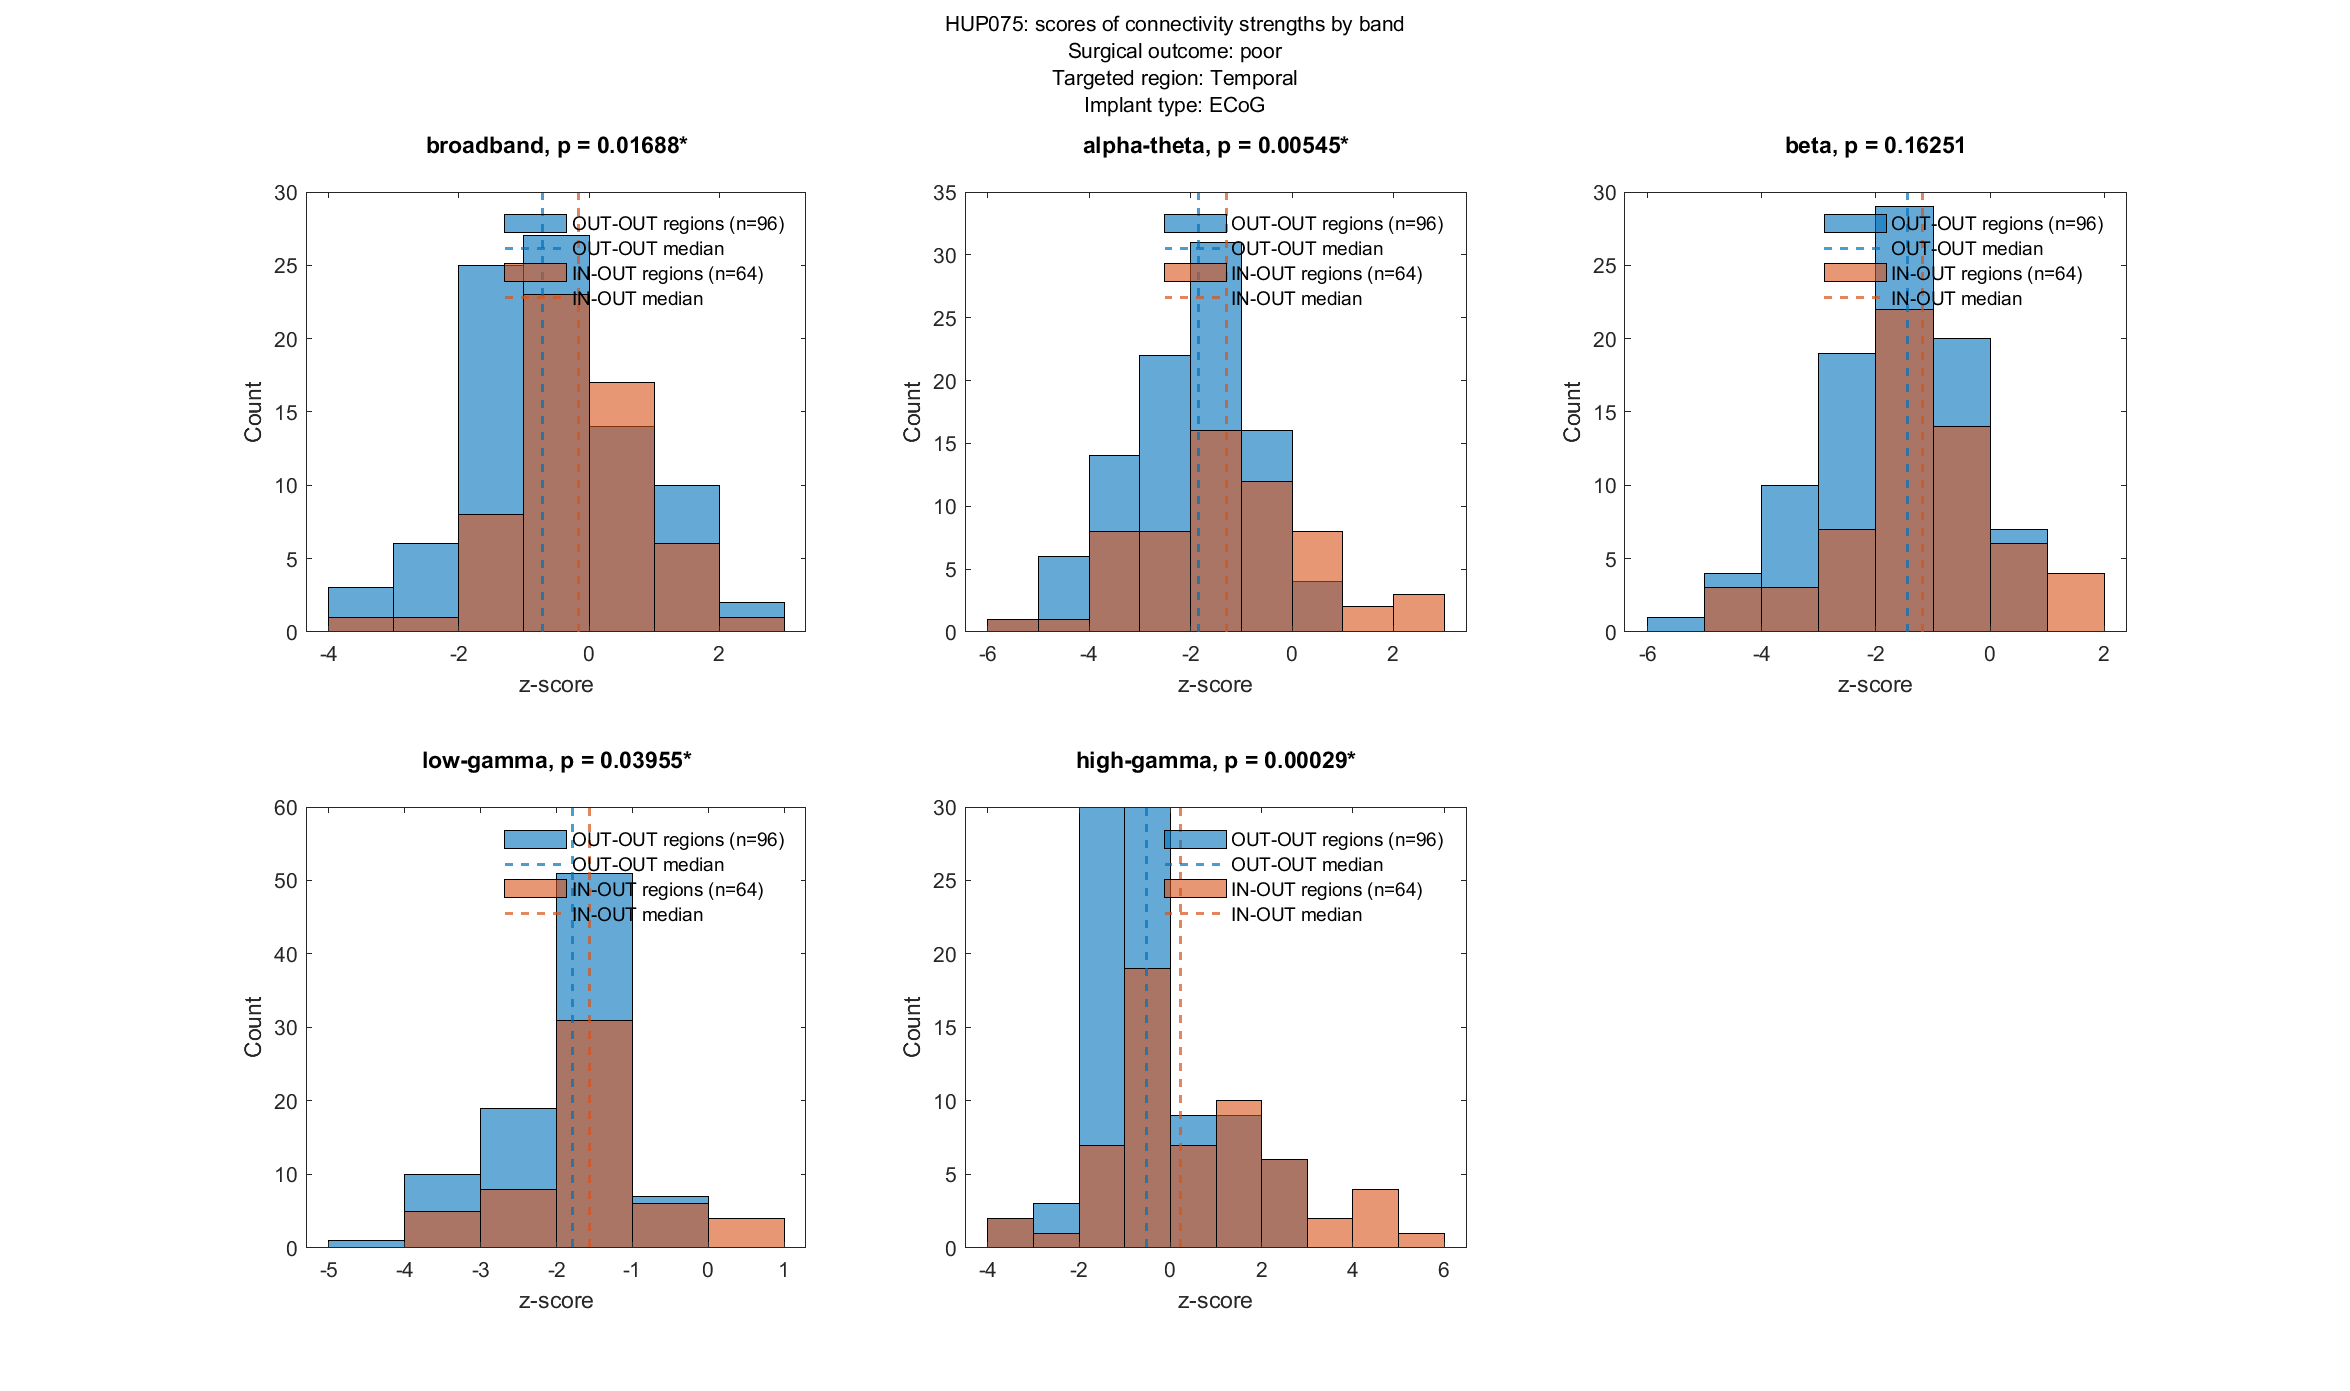 HUP075: scores of connectivity strengths by band
Surgical outcome: poor
Targeted region: Temporal
Implant type: ECoG
broadband, p = 0.01688*
30
25
20
15
10
5
0
Count
OUT-OUT regions (n=96)
OUT-OUT median
IN-OUT regions (n=64)
IN-OUT median
-4 -2 0 2
z-score
alpha-theta, p = 0.00545*
35
30
25
20
15
10
5
0
Count
OUT-OUT regions (n=96)
OUT-OUT median
IN-OUT regions (n=64)
IN-OUT median
-6 -4 -2 0 2
z-score
beta, p = 0.16251
30
25
20
15
10
5
0
Count
OUT-OUT regions (n=96)
OUT-OUT median
IN-OUT regions (n=64)
IN-OUT median
-6 -4 -2 0 2
z-score
low-gamma, p = 0.03955*
60
50
40
30
20
10
0
Count
OUT-OUT regions (n=96)
OUT-OUT median
IN-OUT regions (n=64)
IN-OUT median
-5 -4 -3 -2 -1 0 1
z-score
high-gamma, p = 0.00029*
30
25
20
15
10
5
0
Count
OUT-OUT regions (n=96)
OUT-OUT median
IN-OUT regions (n=64)
IN-OUT median
-4 -2 0 2 4 6
z-score